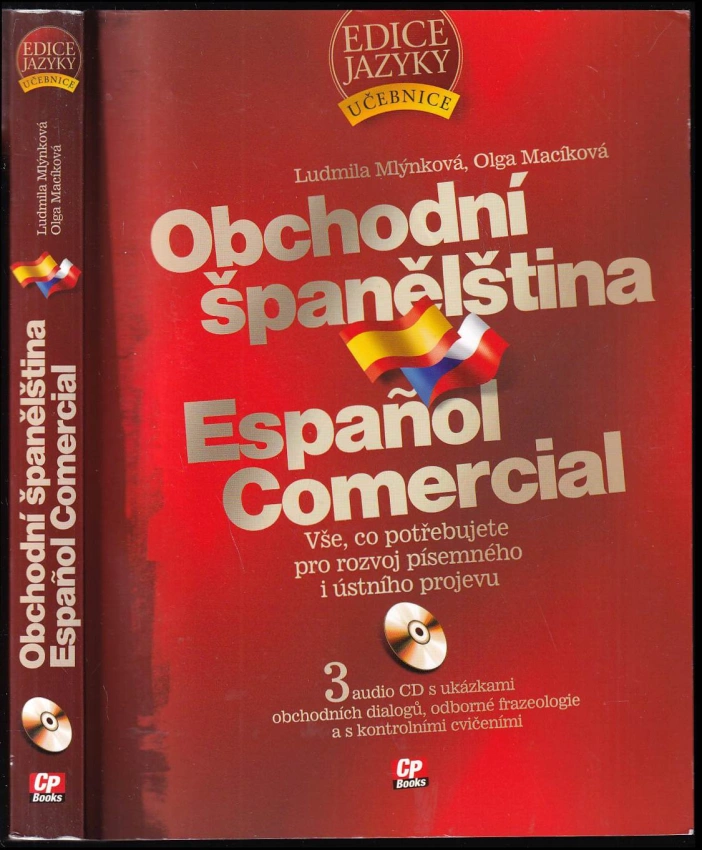 EDICE
JAZYKY
UČEBNICE
Ludmila Mlýnková
Olga Macíková
Obchodní španělština
Español Comercial
CP
Books
EDICE
JAZYKY
UČEBNICE
Ludmila Mlýnková, Olga Macíková
Obchodní
španělština
Español
Comercial
Vše, co potřebujete
pro rozvoj písemného
i ústního projevu
3 audio CD s ukázkami
obchodních dialogů, odborné frazeologie
a s kontrolními cvičeními
CP
Books